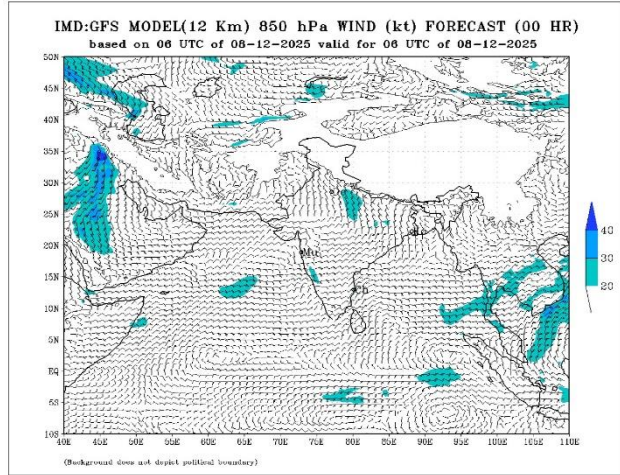 IMD:GFS MODEL(12 Km) 850 hPa WIND (kt) FORECAST (00 HR)
based on 06 UTC of 08-12-2025 valid for 06 UTC of 08-12-2025
50N
45N
40N
35N
30N
25N
20N
15N
10N
5N
EQ
5S
10S
Mu
Ch
40
30
20
40E 45E 50E 55E 60E 65E 70E 75E 80E 85E 90E 95E 100E 105E 110E
(Background does not depict political boundary)